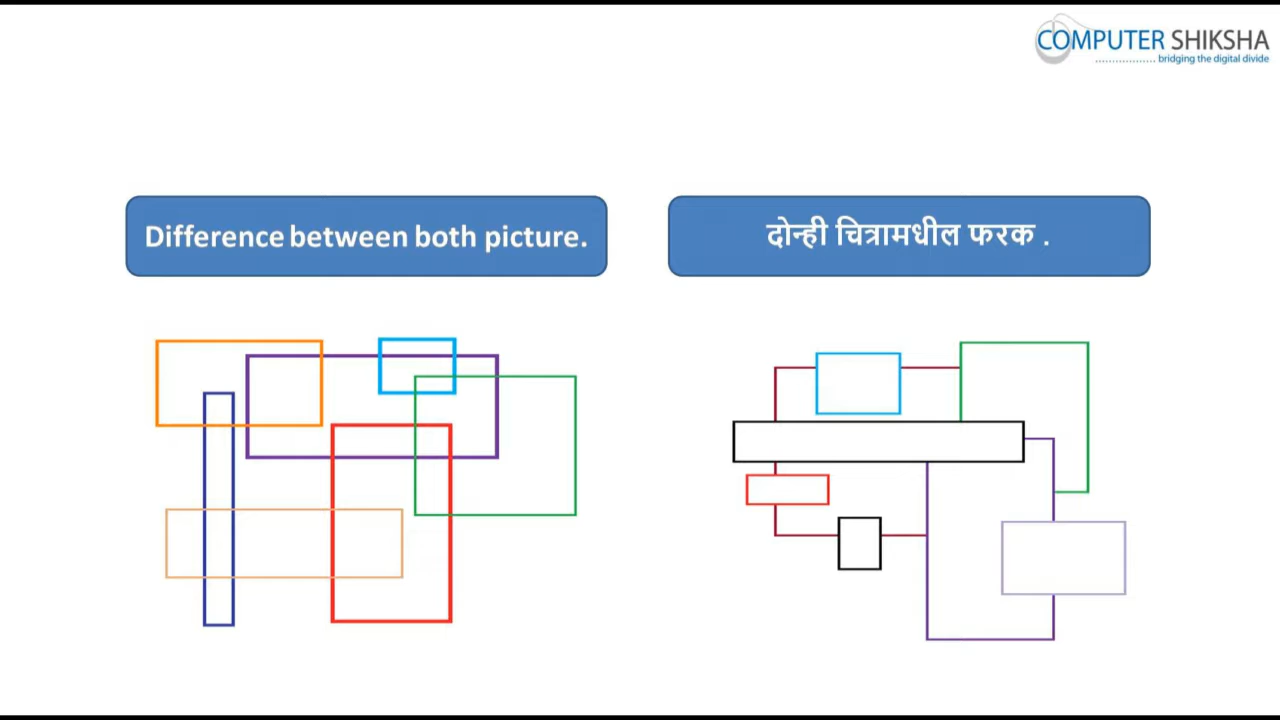 COMPUTER SHIKSHA
bridging the digital divide
Difference between both picture.
दोन्ही चित्रामधील फरक .